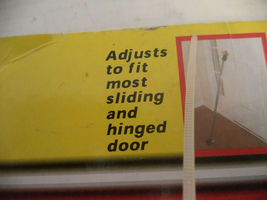 Adjusts
to fit
most
sliding
and
hinged
door